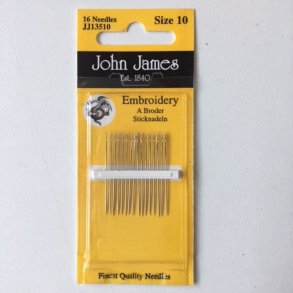 16 Needles Size 10
JJ13510
John James
Est. 1840
Embroidery
A Broder
Sticknadeln
Finest Quality Needles